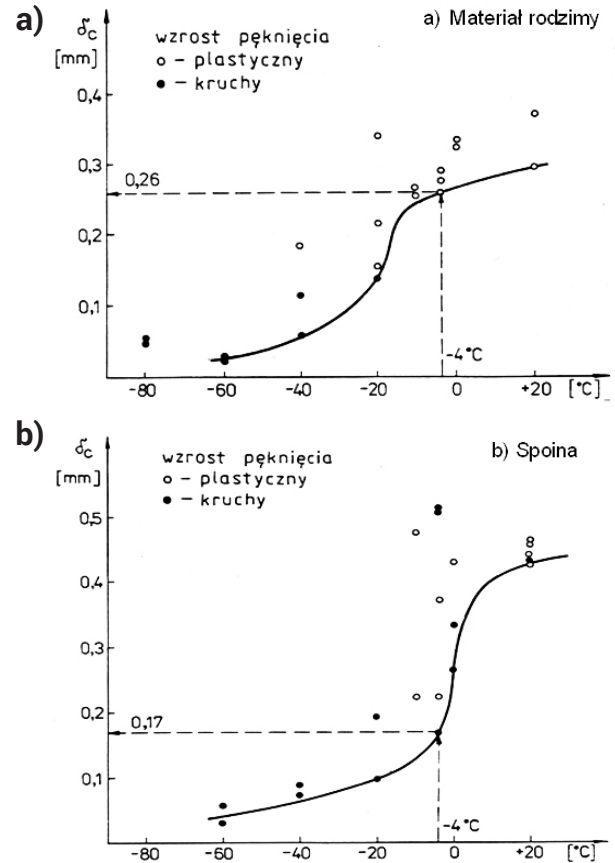 a)
δc
[mm]
a) Materiał rodzimy
wzrost pęknięcia
o – plastyczny
● – kruchy
0,4
0,3
0,26
0,2
0,1
-4°C
-80 -60 -40 -20 0 +20 [°C]
b)
δc
[mm]
b) Spoina
wzrost pęknięcia
o – plastyczny
● – kruchy
0,5
0,4
0,3
0,2
0,17
0,1
-4°C
-80 -60 -40 -20 0 +20 [°C]